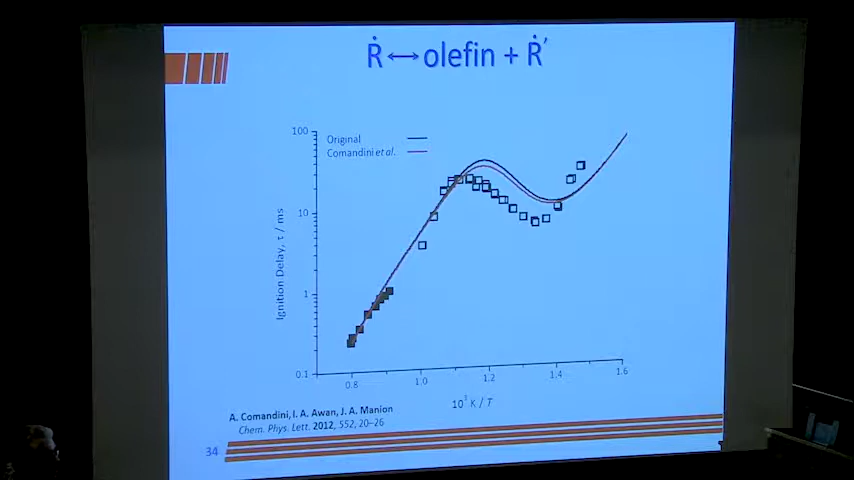 Ṙ ⟷ olefin + Ṙ′
100
Original
Comandini et al.
10
1
0.1
Ignition Delay, τ / ms
0.8
1.0
1.2
1.4
1.6
10³ K / T
A. Comandini, I. A. Awan, J. A. Manion
Chem. Phys. Lett. 2012, 552, 20–26
34